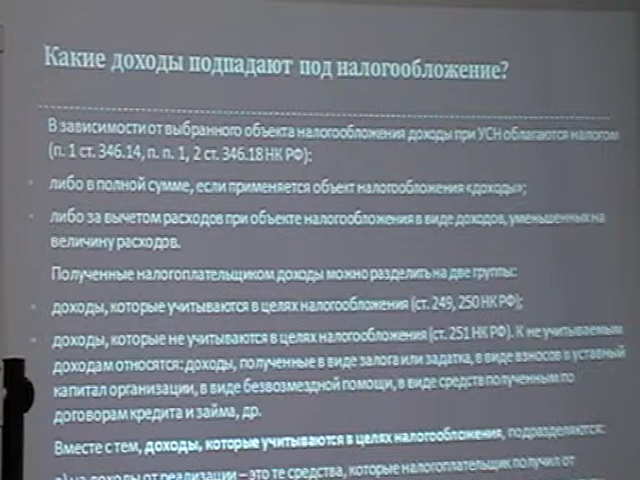 Какие доходы подпадают под налогообложение?
В зависимости от выбранного объекта налогообложения доходы при УСН облагаются налогом
(п. 1 ст. 346.14, п. п. 1, 2 ст. 346.18 НК РФ):
• либо в полной сумме, если применяется объект налогообложения «доходы»;
• либо за вычетом расходов при объекте налогообложения в виде доходов, уменьшенных на
величину расходов.
Полученные налогоплательщиком доходы можно разделить на две группы:
• доходы, которые учитываются в целях налогообложения (ст. 249, 250 НК РФ);
• доходы, которые не учитываются в целях налогообложения (ст. 251 НК РФ). К не учитываемым
доходам относятся: доходы, полученные в виде залога или задатка, в виде взносов в уставный
капитал организации, в виде безвозмездной помощи, в виде средств полученным по
договорам кредита и займа, др.
Вместе с тем, доходы, которые учитываются в целях налогообложения, подразделяются:
а) на доходы от реализации – это те средства, которые налогоплательщик получил от